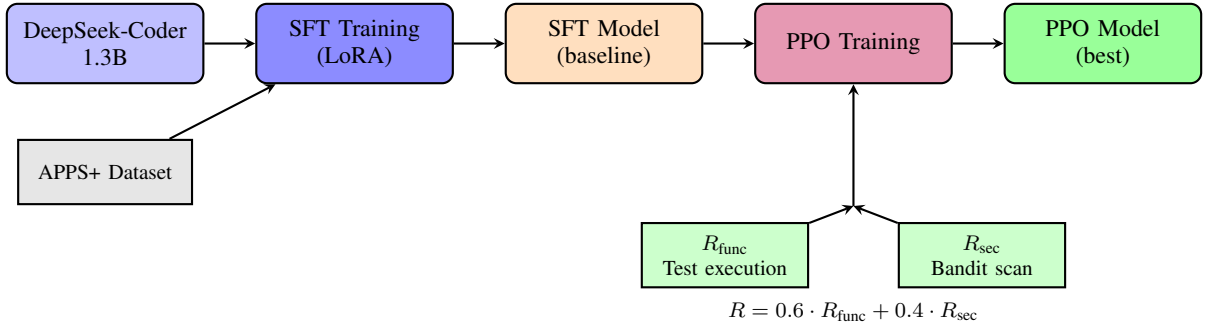 DeepSeek-Coder
1.3B
SFT Training
(LoRA)
SFT Model
(baseline)
PPO Training
PPO Model
(best)
APPS+ Dataset
R_func
Test execution
R_sec
Bandit scan
R = 0.6 · R_func + 0.4 · R_sec